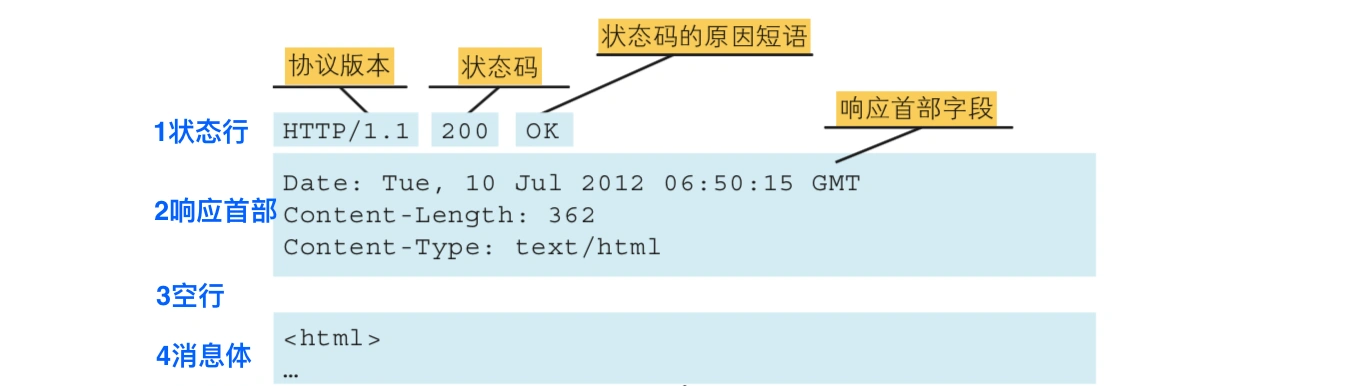 状态码的原因短语
协议版本
状态码
响应首部字段
1状态行
HTTP/1.1 200 OK
Date: Tue, 10 Jul 2012 06:50:15 GMT
2响应首部
Content-Length: 362
Content-Type: text/html
3空行
<html>
4消息体
…